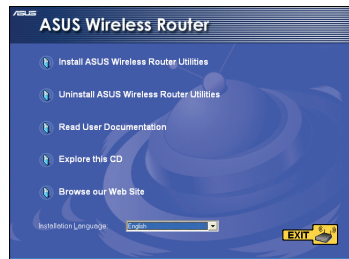 ASUS
ASUS Wireless Router
Install ASUS Wireless Router Utilities
Uninstall ASUS Wireless Router Utilities
Read User Documentation
Explore this CD
Browse our Web Site
Installation Language: English
EXIT